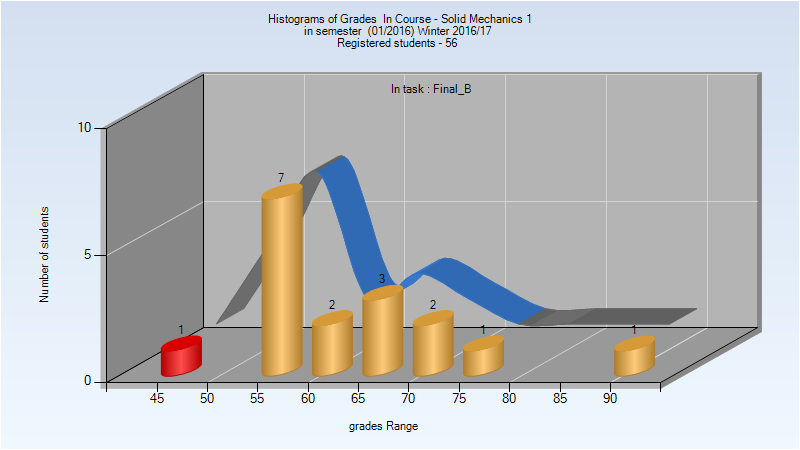 Histograms of Grades  In Course - Solid Mechanics 1
in semester  (01/2016) Winter 2016/17
Registered students - 56
In task : Final_B
10
5
0
Number of students
1
7
2
3
2
1
1
45 50 55 60 65 70 75 80 85 90
grades Range